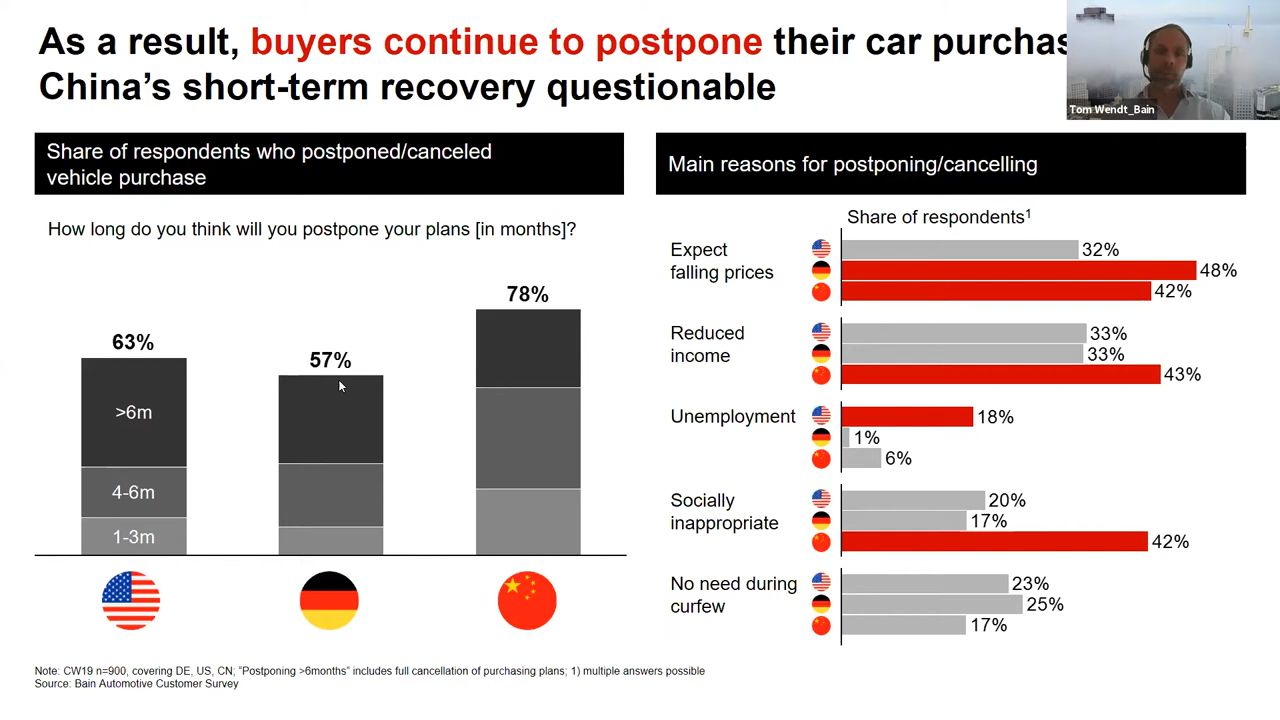 As a result, buyers continue to postpone their car purchas
China's short-term recovery questionable
Tom Wendt_Bain
Share of respondents who postponed/canceled
vehicle purchase
How long do you think will you postpone your plans [in months]?
63%
57%
78%
>6m
4-6m
1-3m
Main reasons for postponing/cancelling
Share of respondents¹
Expect
falling prices
32%
48%
42%
Reduced
income
33%
33%
43%
Unemployment
18%
1%
6%
Socially
inappropriate
20%
17%
42%
No need during
curfew
23%
25%
17%
Note: CW19 n=900, covering DE, US, CN; "Postponing >6months" includes full cancellation of purchasing plans; 1) multiple answers possible
Source: Bain Automotive Customer Survey